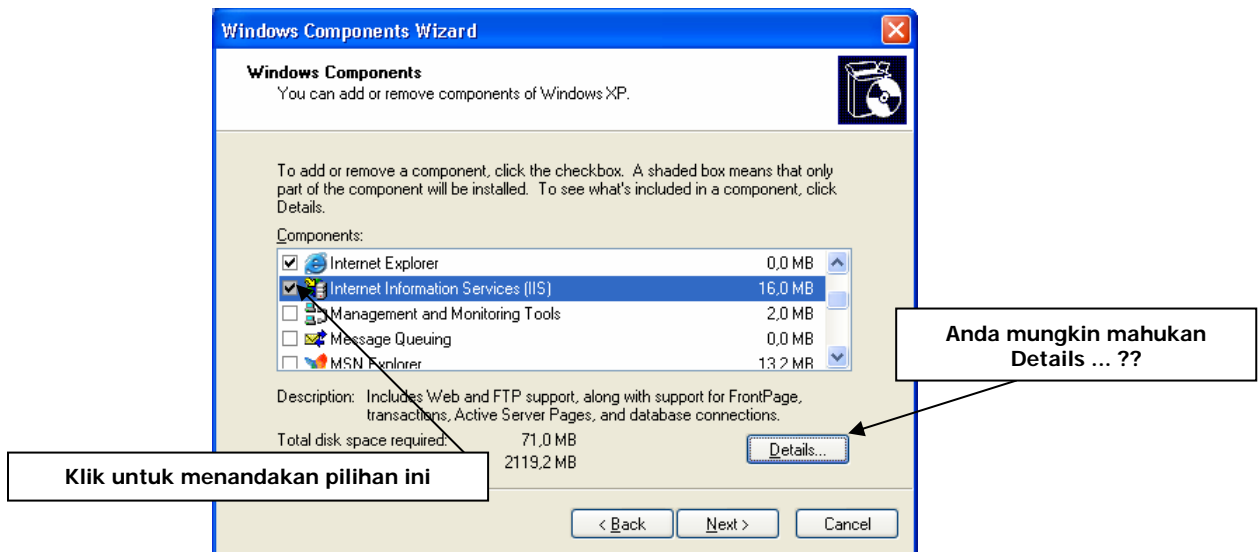 Windows Components Wizard
Windows Components
You can add or remove components of Windows XP.
To add or remove a component, click the checkbox. A shaded box means that only
part of the component will be installed. To see what's included in a component, click
Details.
Components:
Internet Explorer 0,0 MB
Internet Information Services (IIS) 16,0 MB
Management and Monitoring Tools 2,0 MB
Message Queuing 0,0 MB
MSN Explorer 13,2 MB
Anda mungkin mahukan
Details ... ??
Description: Includes Web and FTP support, along with support for FrontPage,
transactions, Active Server Pages, and database connections.
Total disk space required: 71,0 MB
Details...
2119,2 MB
Klik untuk menandakan pilihan ini
< Back Next > Cancel